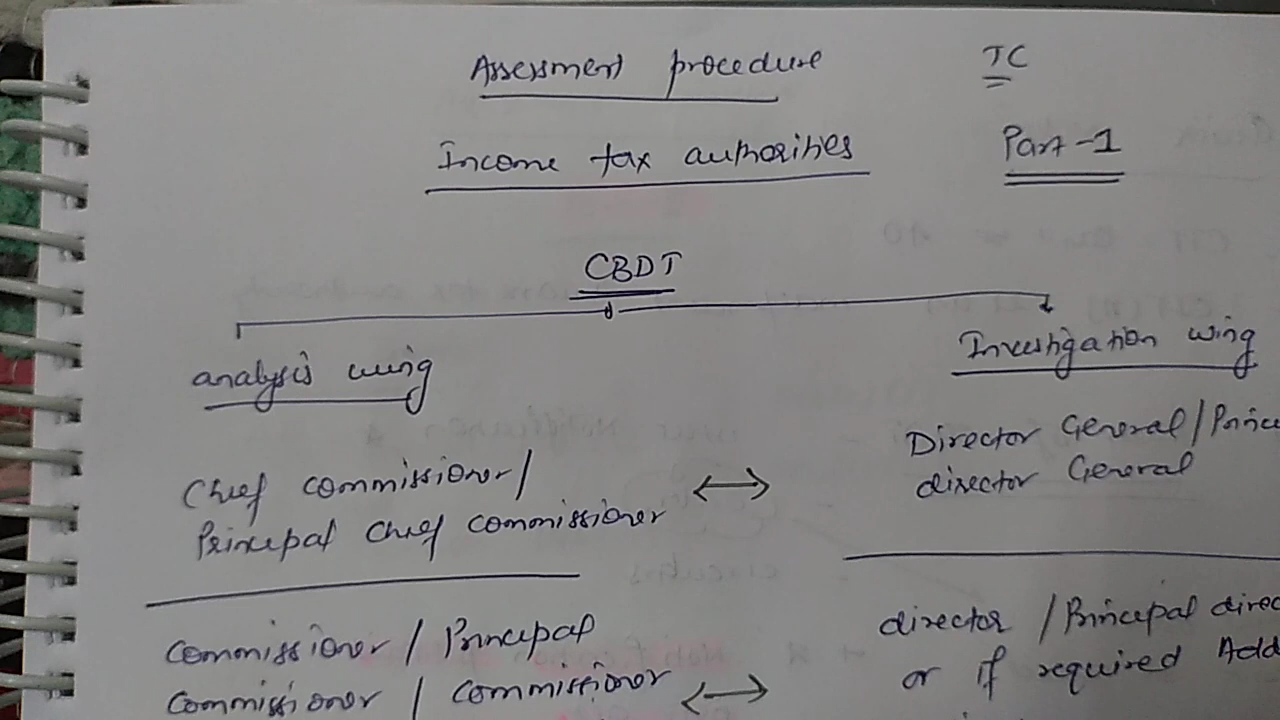 Assessment procedure
TC
Income tax authorities
Part-1
CBDT
analysis wing
Investigation wing
Chief commissioner/
Principal Chief commissioner
Director General/Princ
director General
commissioner / Principal
commissioner / commissioner
director / Principal direc
or if required Add